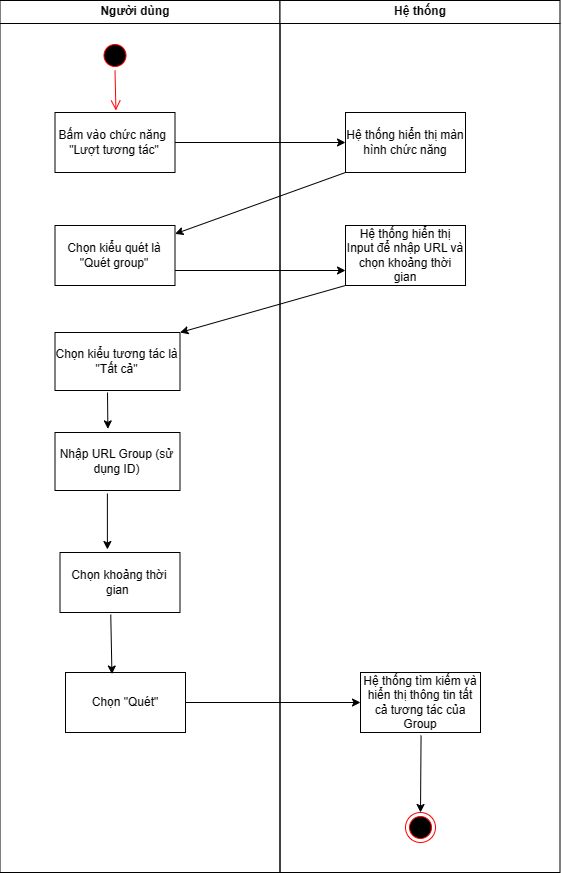 Người dùng
Hệ thống
Bấm vào chức năng
"Lượt tương tác"
Hệ thống hiển thị màn
hình chức năng
Chọn kiểu quét là
"Quét group"
Hệ thống hiển thị
Input để nhập URL và
chọn khoảng thời
gian
Chọn kiểu tương tác là
"Tất cả"
Nhập URL Group (sử
dụng ID)
Chọn khoảng thời
gian
Chọn "Quét"
Hệ thống tìm kiếm và
hiển thị thông tin tất
cả tương tác của
Group